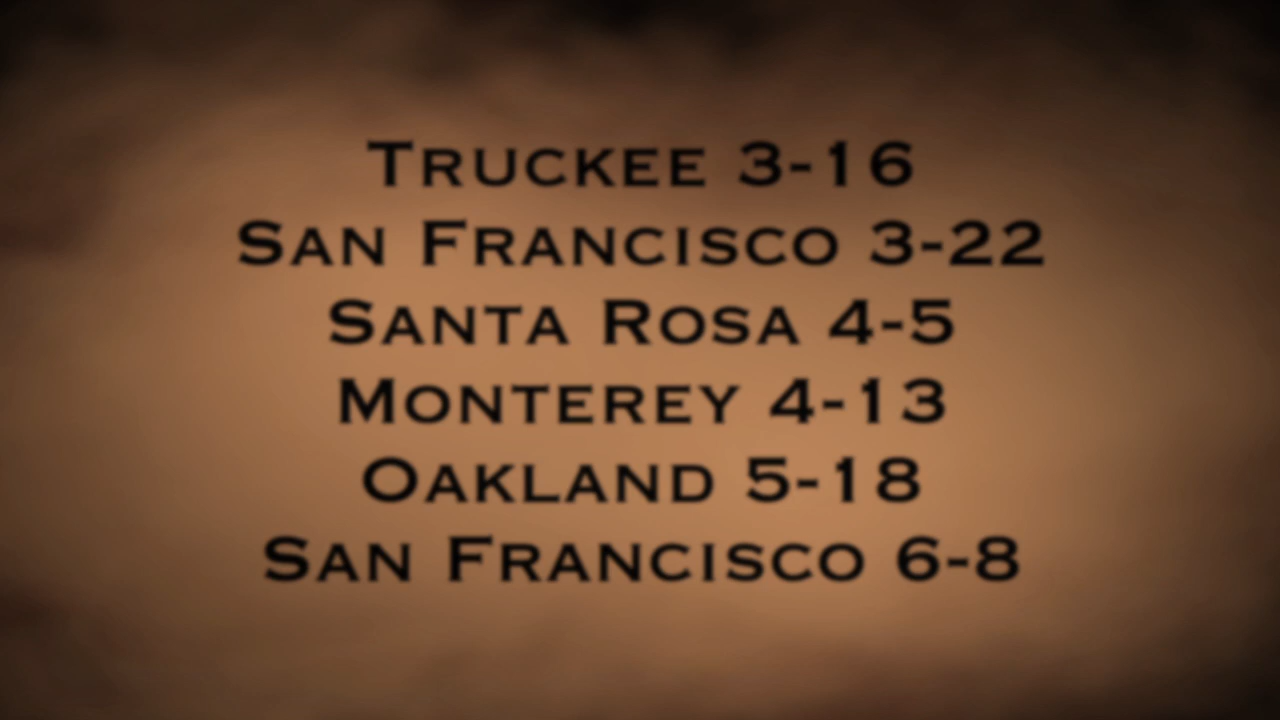 Truckee 3-16
San Francisco 3-22
Santa Rosa 4-5
Monterey 4-13
Oakland 5-18
San Francisco 6-8